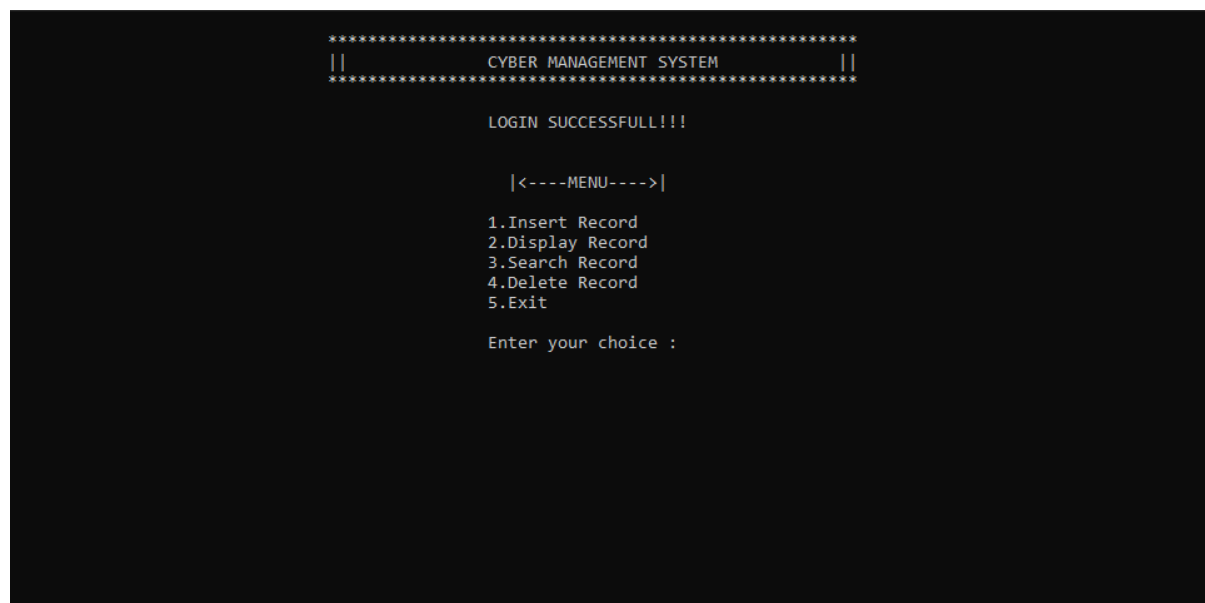 *****************************************************
|| CYBER MANAGEMENT SYSTEM ||
*****************************************************
LOGIN SUCCESSFULL!!!
|<----MENU---->|
1.Insert Record
2.Display Record
3.Search Record
4.Delete Record
5.Exit
Enter your choice :